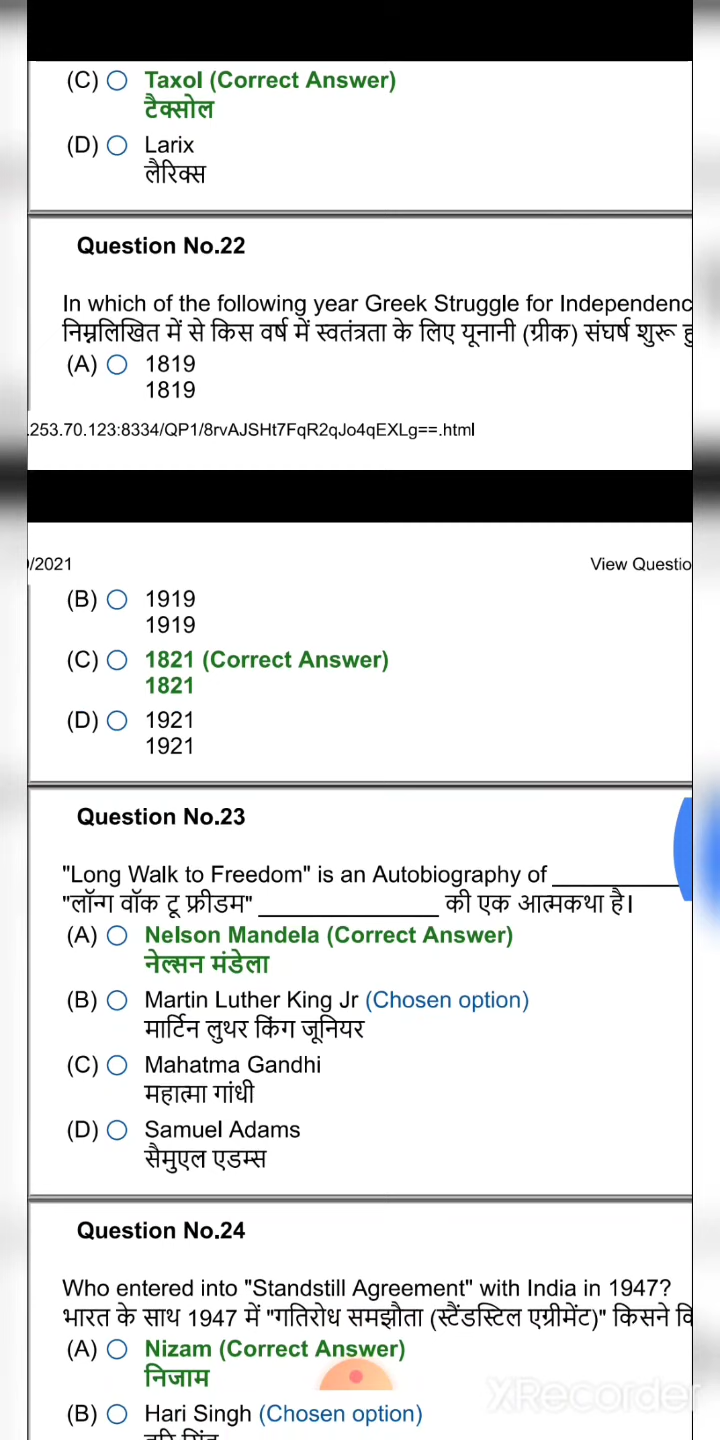 (C) Taxol (Correct Answer)
टैक्सोल
(D) Larix
लैरिक्स
Question No.22
In which of the following year Greek Struggle for Independenc
निम्नलिखित में से किस वर्ष में स्वतंत्रता के लिए यूनानी (ग्रीक) संघर्ष शुरू
(A) 1819
1819
.253.70.123:8334/QP1/8rvAJSHt7FqR2qJo4qEXLg==.html
/2021 View Questio
(B) 1919
1919
(C) 1821 (Correct Answer)
1821
(D) 1921
1921
Question No.23
"Long Walk to Freedom" is an Autobiography of ___________
"लॉन्ग वॉक टू फ्रीडम" _______________ की एक आत्मकथा है।
(A) Nelson Mandela (Correct Answer)
नेल्सन मंडेला
(B) Martin Luther King Jr (Chosen option)
मार्टिन लुथर किंग जूनियर
(C) Mahatma Gandhi
महात्मा गांधी
(D) Samuel Adams
सैमुएल एडम्स
Question No.24
Who entered into "Standstill Agreement" with India in 1947?
भारत के साथ 1947 में "गतिरोध समझौता (स्टैंडस्टिल एग्रीमेंट)" किसने कि
(A) Nizam (Correct Answer)
निजाम
(B) Hari Singh (Chosen option)
XRecorder